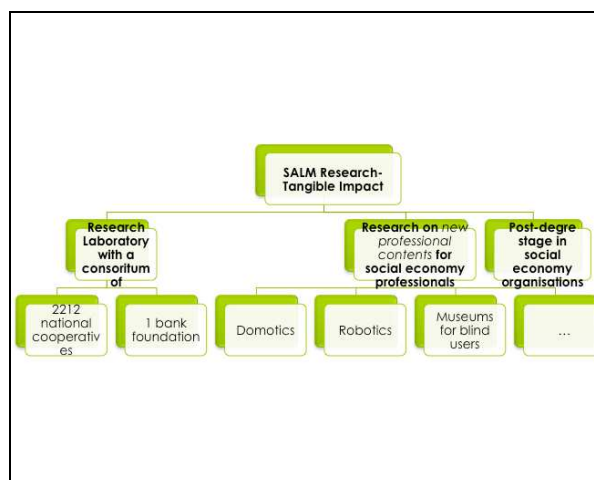 SALM Research-
Tangible Impact
Research
Laboratory
with a
consoritum
of
Research on new
professional
contents for
social economy
professionals
Post-degre
stage in
social
economy
organisations
2212
national
cooperativ
es
1 bank
foundation
Domotics
Robotics
Museums
for blind
users
...